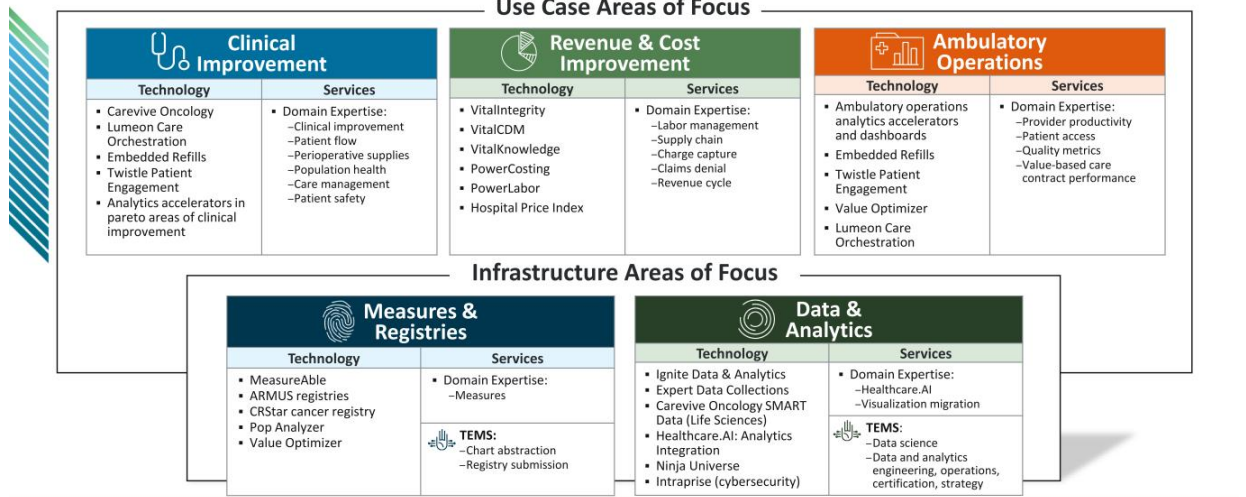 Use Case Areas of Focus
Clinical
Improvement
Technology
▪ Carevive Oncology
▪ Lumeon Care
Orchestration
▪ Embedded Refills
▪ Twistle Patient
Engagement
▪ Analytics accelerators in
pareto areas of clinical
improvement
Services
▪ Domain Expertise:
–Clinical improvement
–Patient flow
–Perioperative supplies
–Population health
–Care management
–Patient safety
Revenue & Cost
Improvement
Technology
▪ VitalIntegrity
▪ VitalCDM
▪ VitalKnowledge
▪ PowerCosting
▪ PowerLabor
▪ Hospital Price Index
Services
▪ Domain Expertise:
–Labor management
–Supply chain
–Charge capture
–Claims denial
–Revenue cycle
Ambulatory
Operations
Technology
▪ Ambulatory operations
analytics accelerators
and dashboards
▪ Embedded Refills
▪ Twistle Patient
Engagement
▪ Value Optimizer
▪ Lumeon Care
Orchestration
Services
▪ Domain Expertise:
–Provider productivity
–Patient access
–Quality metrics
–Value-based care
contract performance
Infrastructure Areas of Focus
Measures &
Registries
Technology
▪ MeasureAble
▪ ARMUS registries
▪ CRStar cancer registry
▪ Pop Analyzer
▪ Value Optimizer
Services
▪ Domain Expertise:
–Measures
TEMS:
–Chart abstraction
–Registry submission
Data &
Analytics
Technology
▪ Ignite Data & Analytics
▪ Expert Data Collections
▪ Carevive Oncology SMART
Data (Life Sciences)
▪ Healthcare.AI: Analytics
Integration
▪ Ninja Universe
▪ Intraprise (cybersecurity)
Services
▪ Domain Expertise:
–Healthcare.AI
–Visualization migration
TEMS:
–Data science
–Data and analytics
engineering, operations,
certification, strategy